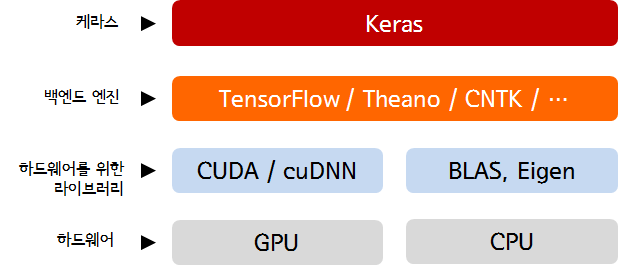 케라스 ▶ Keras
백엔드 엔진 ▶ TensorFlow / Theano / CNTK / ⋯
하드웨어를 위한
라이브러리 ▶ CUDA / cuDNN BLAS, Eigen
하드웨어 ▶ GPU CPU